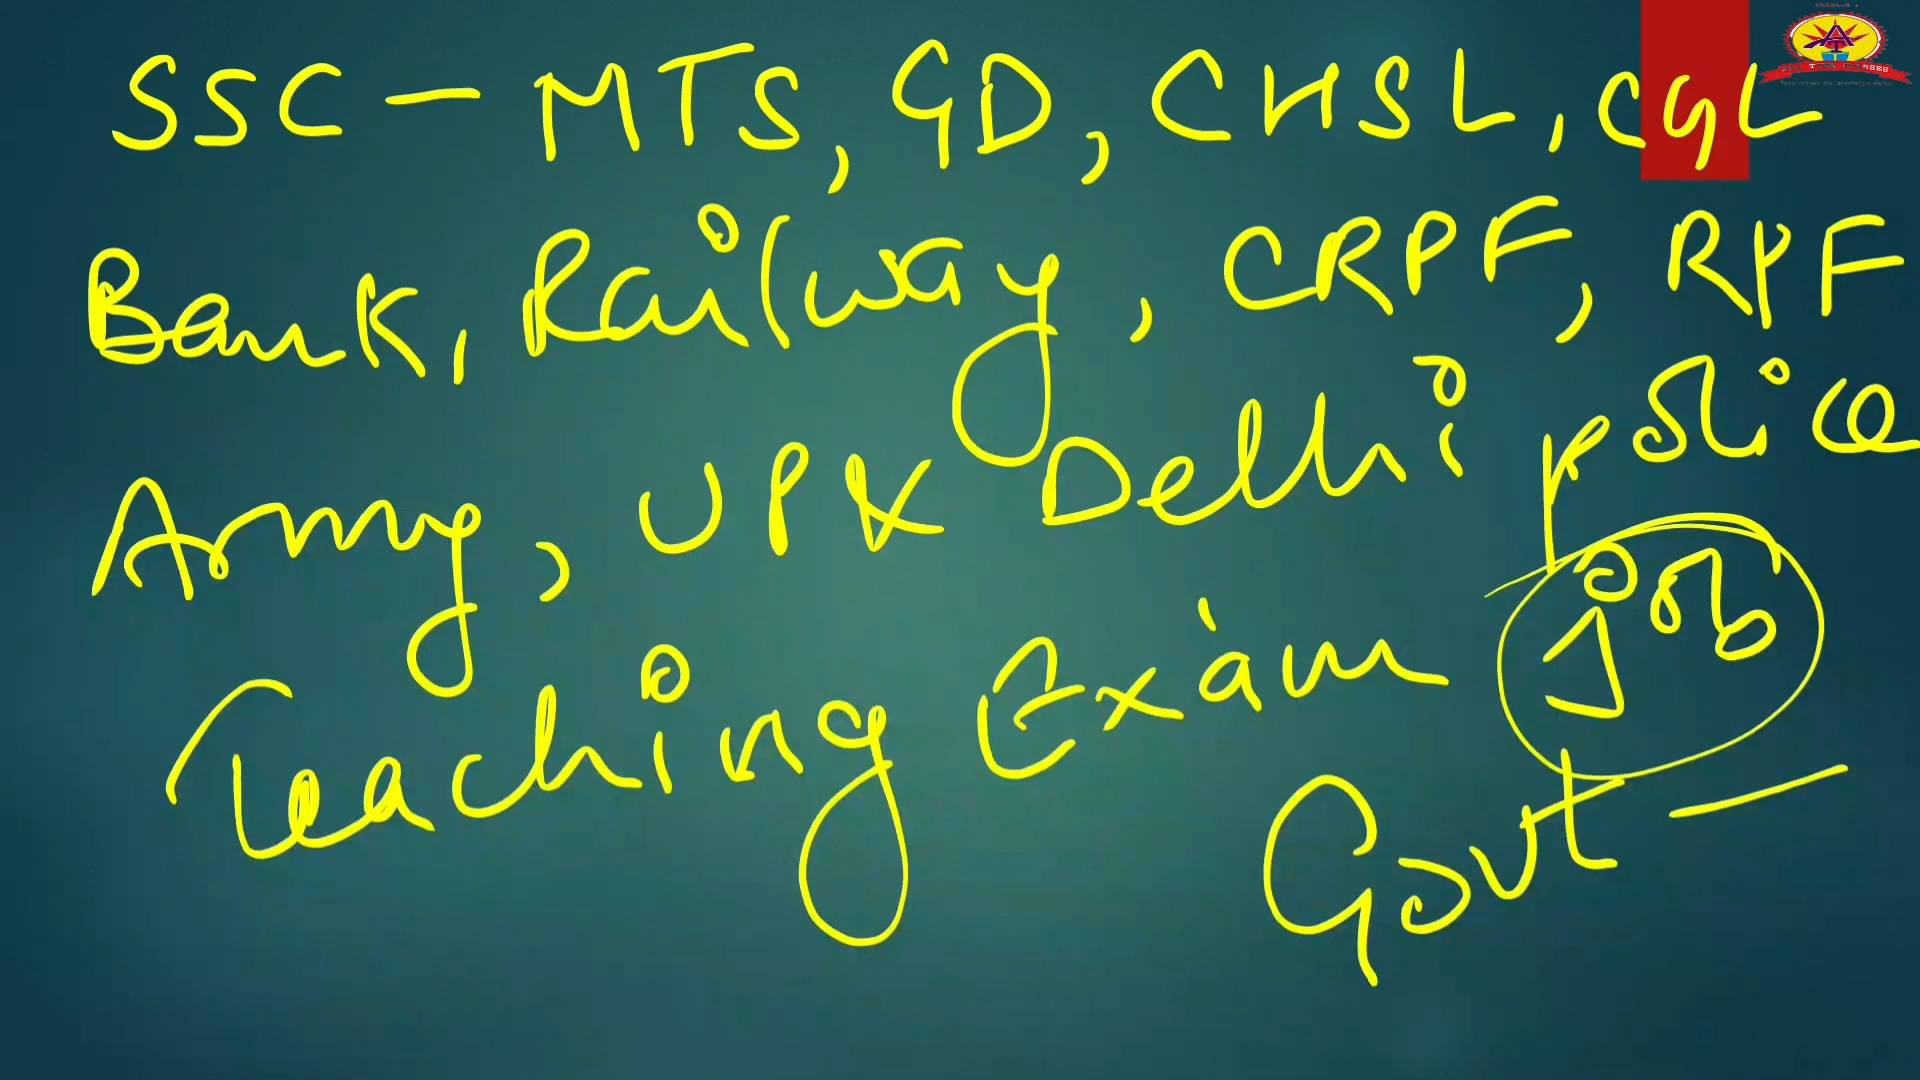 SSC - MTS, GD, CHSL, CGL
Bank, Railway, CRPF, RPF
Army, UP & Delhi police
Teaching Exam Job
Govt -